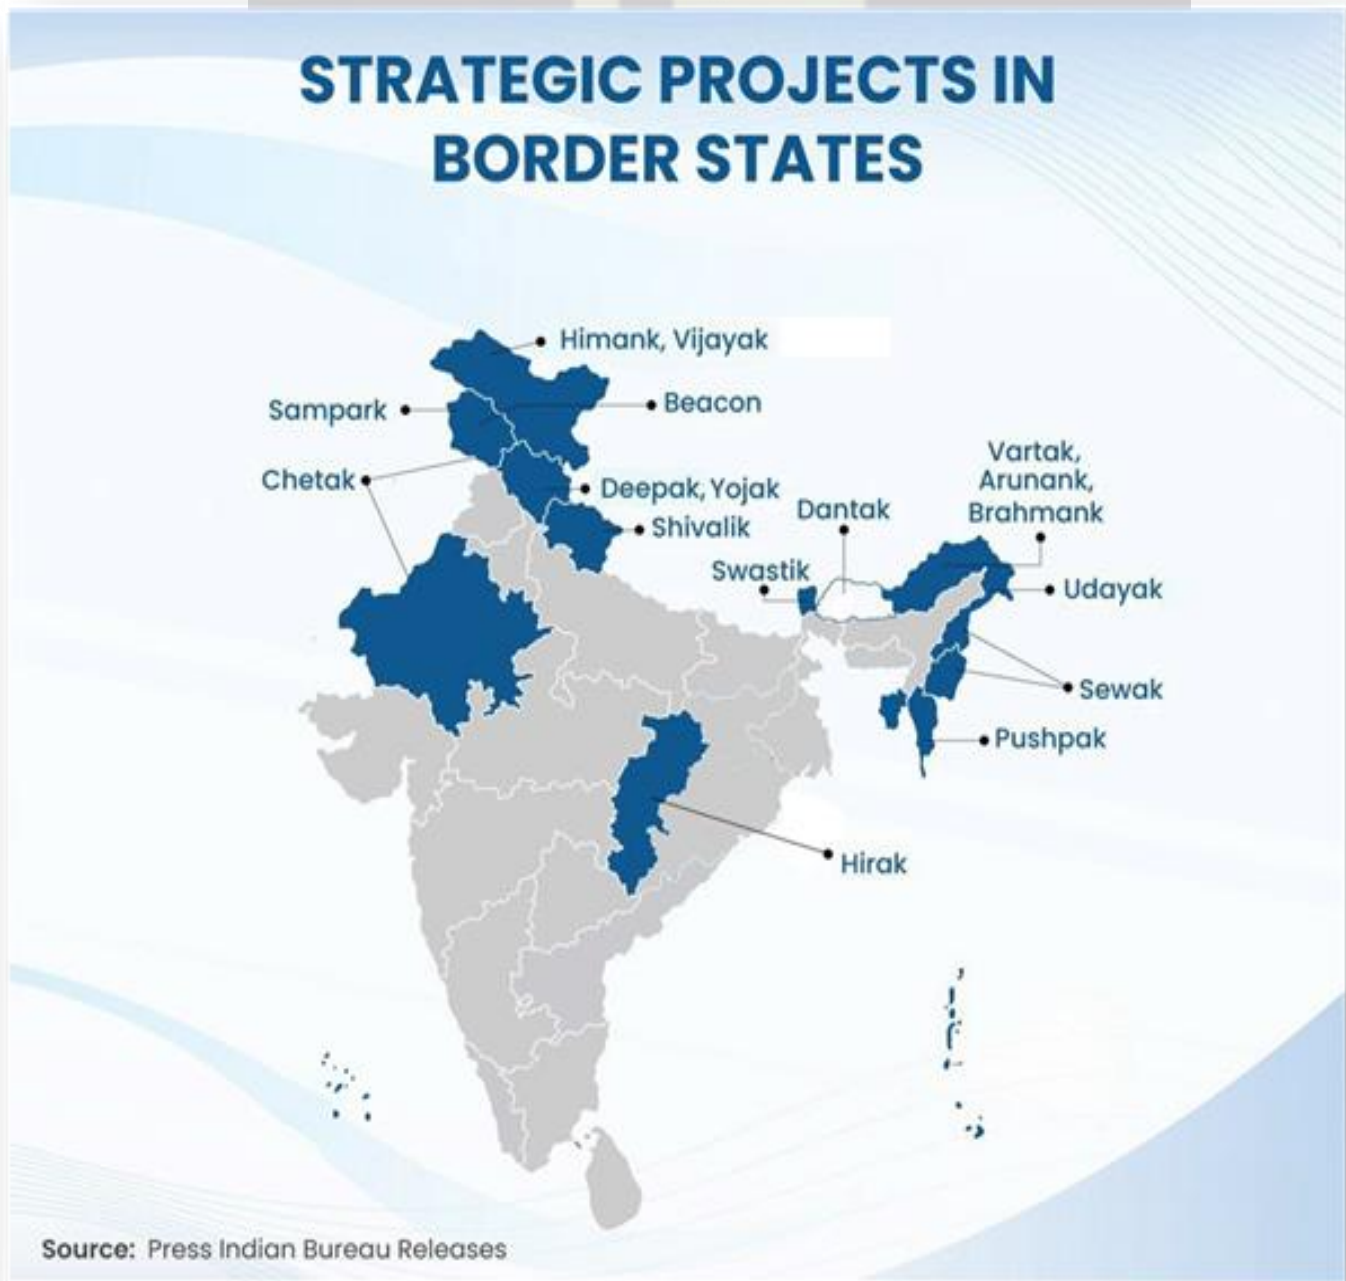 STRATEGIC PROJECTS IN
BORDER STATES
Himank, Vijayak
Sampark
Beacon
Chetak
Deepak, Yojak
Shivalik
Dantak
Vartak,
Arunank,
Brahmank
Swastik
Udayak
Sewak
Pushpak
Hirak
Source: Press Indian Bureau Releases